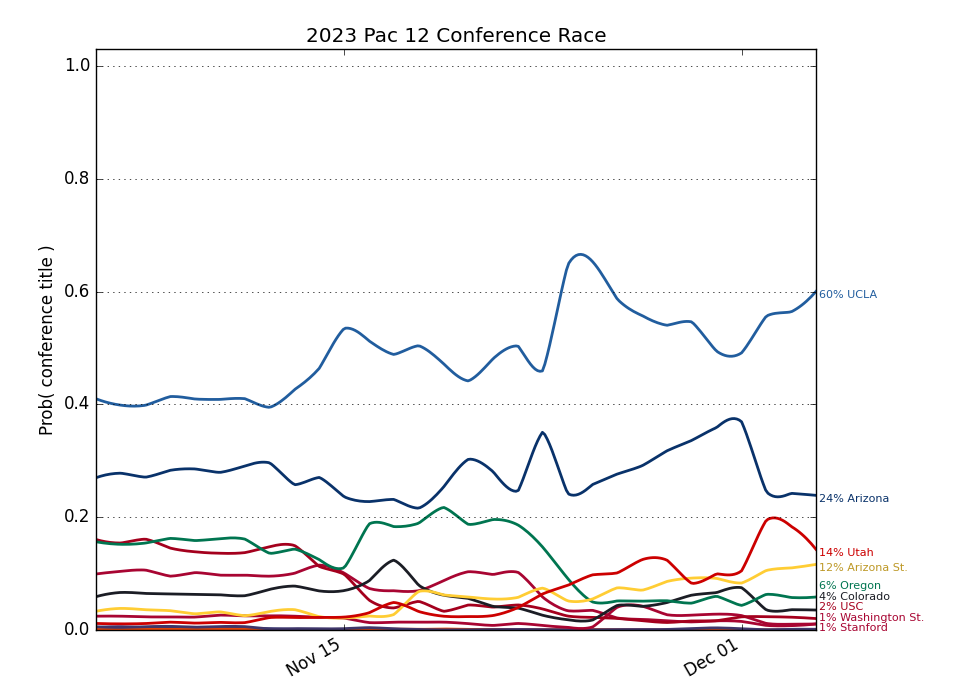 2023 Pac 12 Conference Race
Prob( conference title )
1.0
0.8
0.6
0.4
0.2
0.0
Nov 15
Dec 01
60% UCLA
24% Arizona
14% Utah
12% Arizona St.
6% Oregon
4% Colorado
2% USC
1% Washington St.
1% Stanford